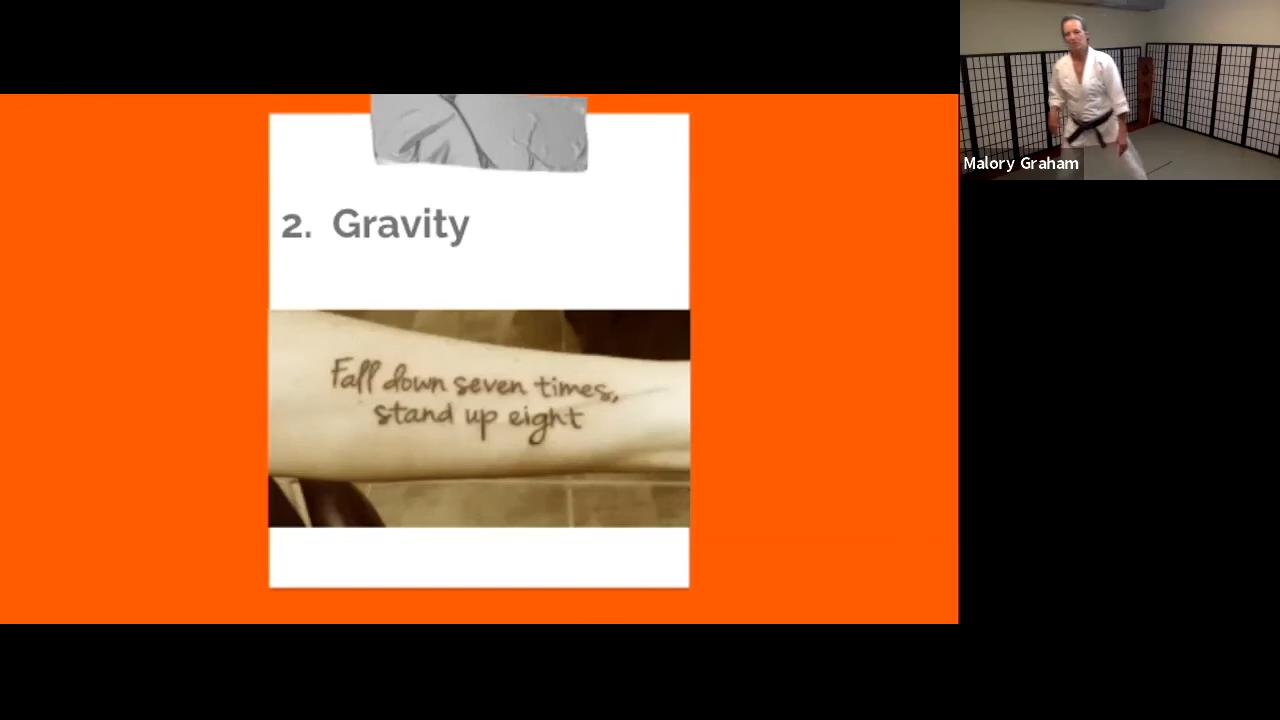 2. Gravity
Fall down seven times,
stand up eight
Malory Graham